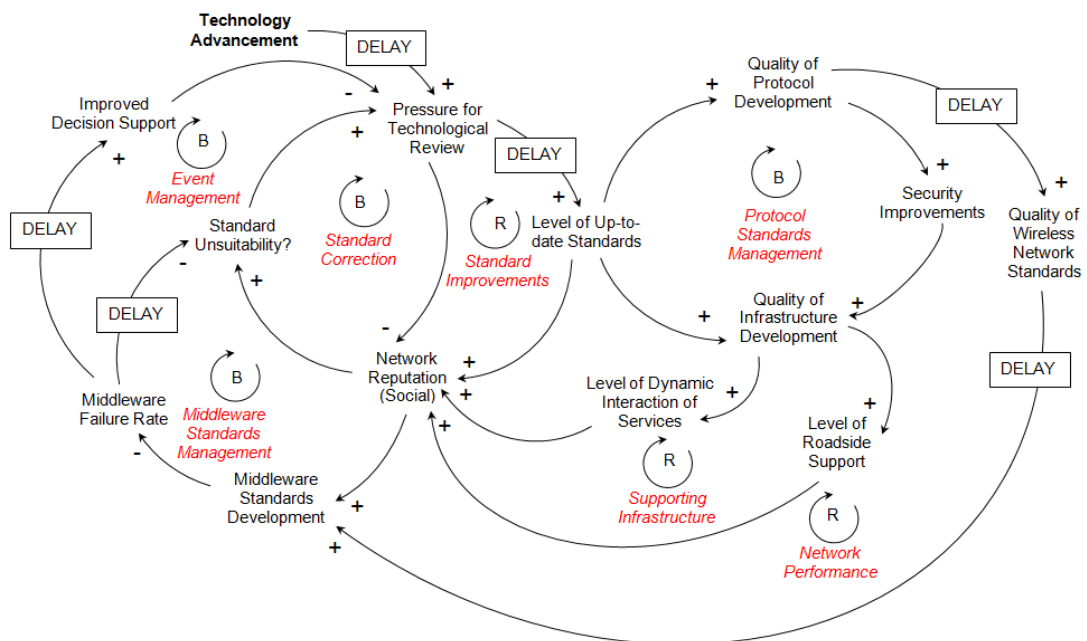 Technology
Advancement
DELAY
+
-
+
Improved
Decision Support
+
B
Event
Management
Pressure for
Technological
Review
DELAY
+
Quality of
Protocol
Development
+
DELAY
B
Protocol
Standards
Management
+
Security
Improvements
+
Quality of
Wireless
Network
Standards
DELAY
Standard
Unsuitability?
-
+
B
Standard
Correction
R
Standard
Improvements
Level of Up-to-
date Standards
DELAY
+
Quality of
Infrastructure
Development
+
DELAY
-
Network
Reputation
(Social)
+
+
+
Level of Dynamic
Interaction of
Services
+
+
Level of
Roadside
Support
Middleware
Failure Rate
-
B
Middleware
Standards
Management
R
Supporting
Infrastructure
Middleware
Standards
Development
+
+
R
Network
Performance